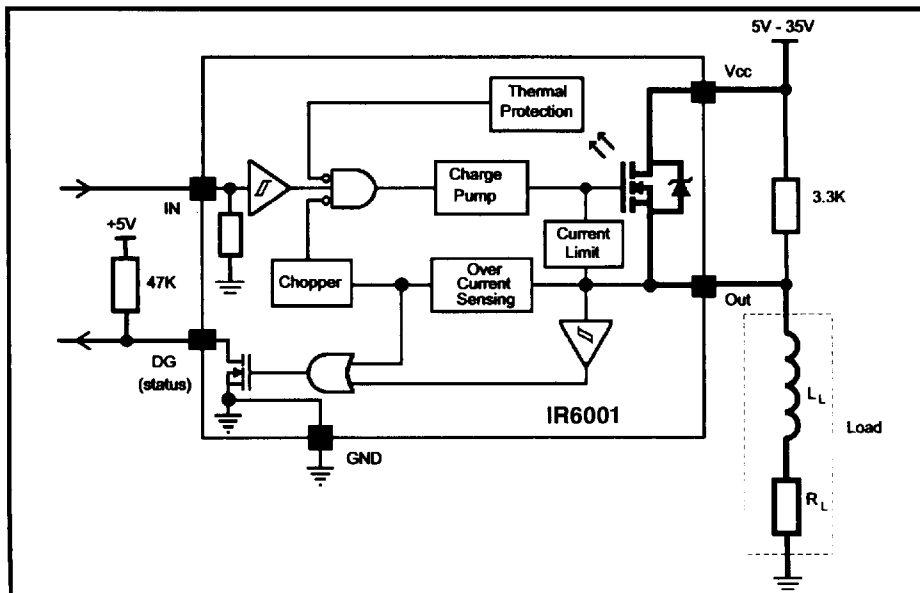 5V - 35V
Vcc
Thermal
Protection
IN
Charge
Pump
3.3K
+5V
47K
Current
Limit
Chopper
Over
Current
Sensing
Out
DG
(status)
L L
IR6001
Load
GND
R L